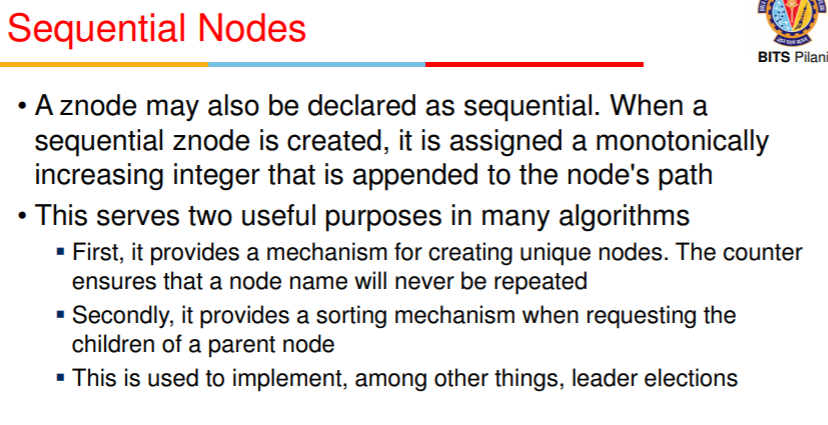 Sequential Nodes
BITS Pilani
• A znode may also be declared as sequential. When a
sequential znode is created, it is assigned a monotonically
increasing integer that is appended to the node's path
• This serves two useful purposes in many algorithms
▪ First, it provides a mechanism for creating unique nodes. The counter
ensures that a node name will never be repeated
▪ Secondly, it provides a sorting mechanism when requesting the
children of a parent node
▪ This is used to implement, among other things, leader elections